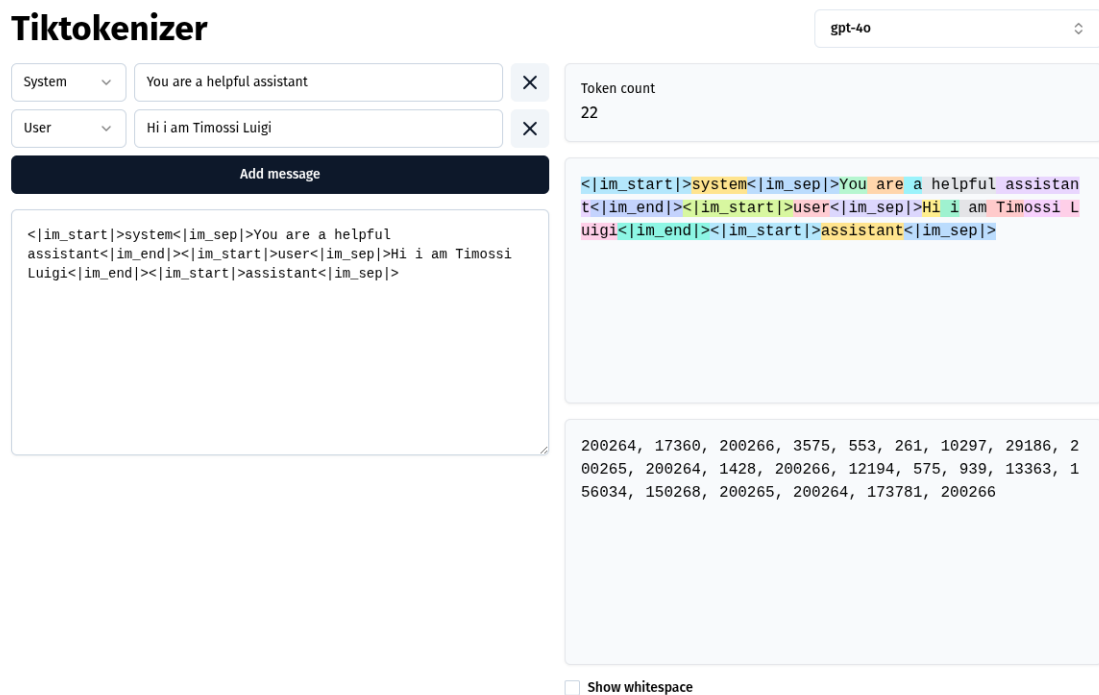 Tiktokenizer
gpt-4o
System
You are a helpful assistant
User
Hi i am Timossi Luigi
Add message
<|im_start|>system<|im_sep|>You are a helpful
assistant<|im_end|><|im_start|>user<|im_sep|>Hi i am Timossi
Luigi<|im_end|><|im_start|>assistant<|im_sep|>
Token count
22
<|im_start|>system<|im_sep|>You are a helpful assistan
t<|im_end|><|im_start|>user<|im_sep|>Hi i am Timossi L
uigi<|im_end|><|im_start|>assistant<|im_sep|>
200264, 17360, 200266, 3575, 553, 261, 10297, 29186, 2
00265, 200264, 1428, 200266, 12194, 575, 939, 13363, 1
56034, 150268, 200265, 200264, 173781, 200266
Show whitespace